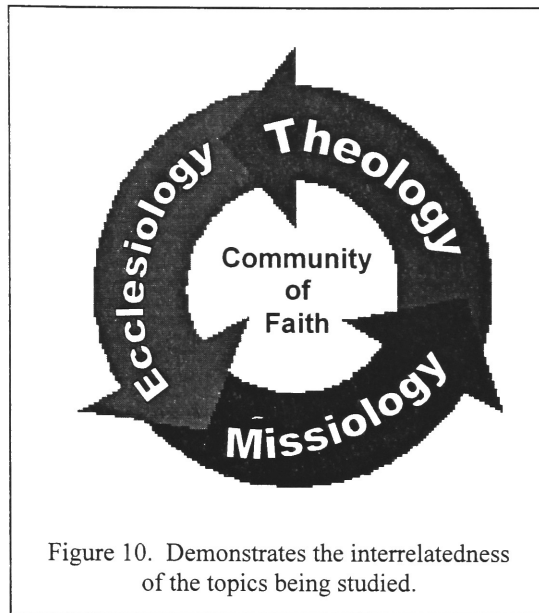 Theology
Ecclesiology
Community
of
Faith
Missiology
Figure 10. Demonstrates the interrelatedness
of the topics being studied.